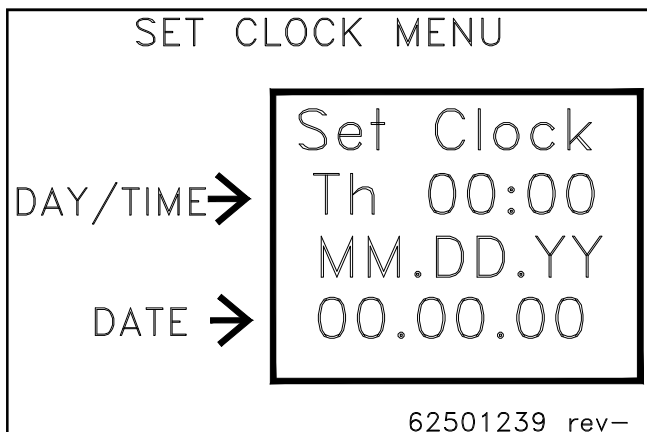 SET CLOCK MENU
Set Clock
DAY/TIME
Th 00:00
MM.DD.YY
DATE
00.00.00
62501239 rev-